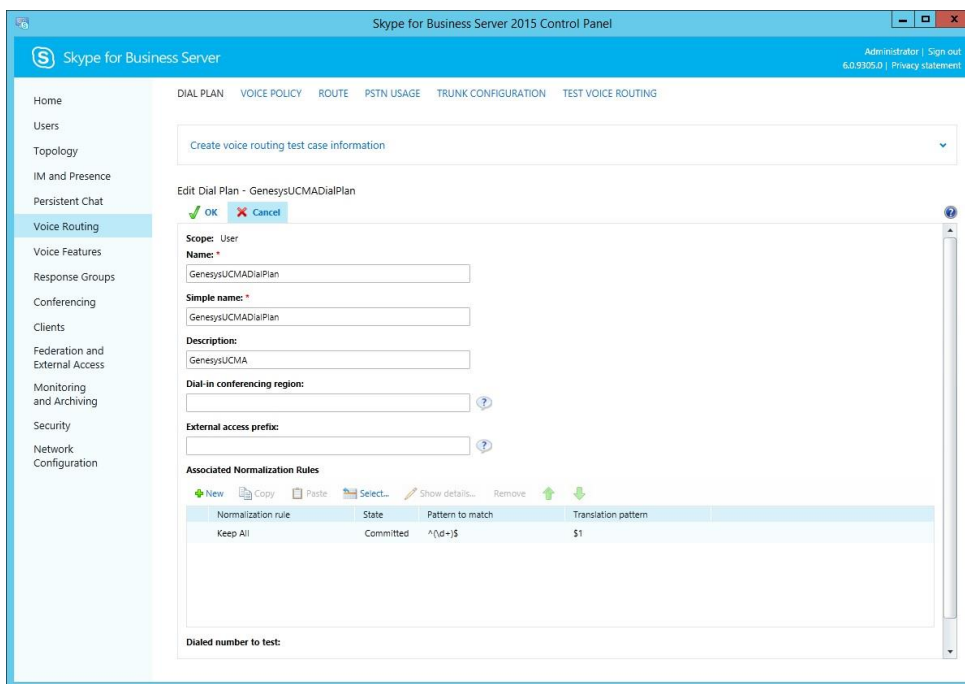 Skype for Business Server 2015 Control Panel
Skype for Business Server
Administrator | Sign out
6.0.9305.0 | Privacy statement
Home
Users
Topology
IM and Presence
Persistent Chat
Voice Routing
Voice Features
Response Groups
Conferencing
Clients
Federation and
External Access
Monitoring
and Archiving
Security
Network
Configuration
DIAL PLAN VOICE POLICY ROUTE PSTN USAGE TRUNK CONFIGURATION TEST VOICE ROUTING
Create voice routing test case information
Edit Dial Plan - GenesysUCMADialPlan
OK Cancel
Scope: User
Name: *
GenesysUCMADialPlan
Simple name: *
GenesysUCMADialPlan
Description:
GenesysUCMA
Dial-in conferencing region:
External access prefix:
Associated Normalization Rules
New Copy Paste Select... Show details... Remove
Normalization rule State Pattern to match Translation pattern
Keep All Committed ^(\d+)$ $1
Dialed number to test: